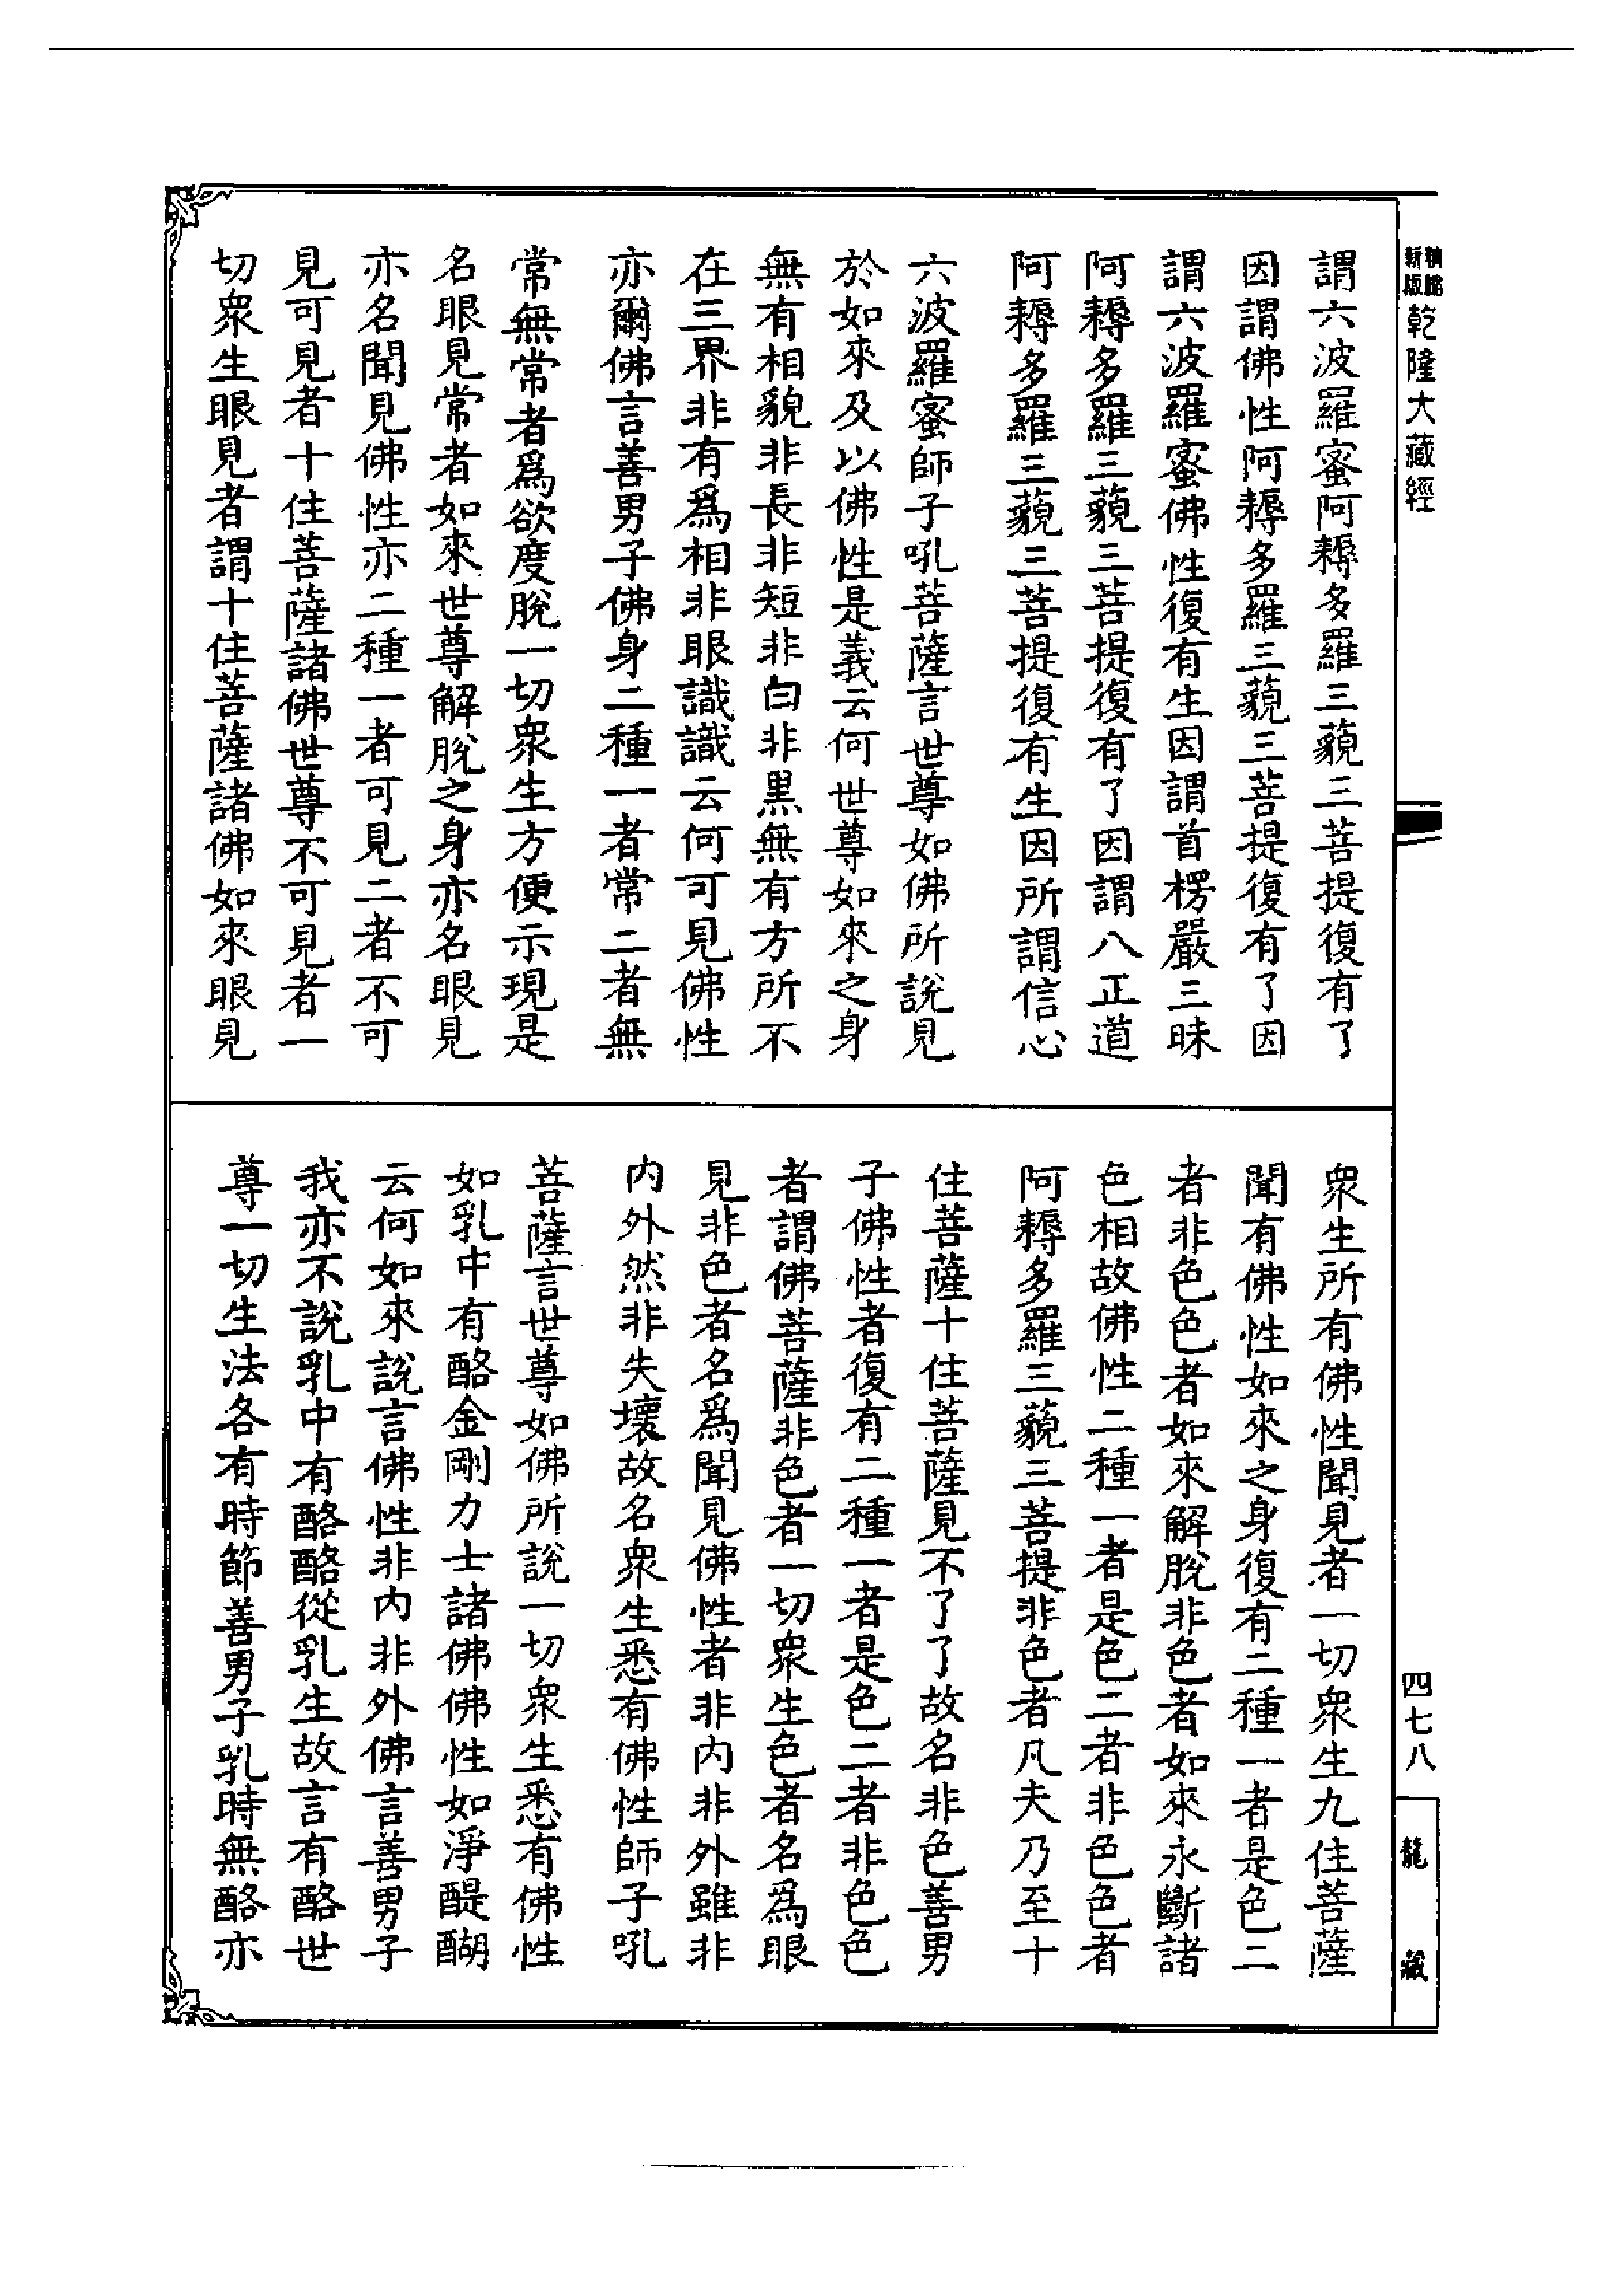 新版
乾隆大藏經
謂六波羅蜜阿耨多羅三藐三菩提復有了
因謂佛性阿耨多羅三藐三菩提復有了因
謂六波羅蜜佛性復有生因謂首楞嚴三昧
阿耨多羅三藐三菩提復有了因謂八正道
阿耨多羅三藐三菩提復有生因所謂信心
六波羅蜜師子吼菩薩言世尊如佛所說見
於如來及以佛性是義云何世尊如來之身
無有相貌非長非短非白非黑無有方所不
在三界非有為相非眼識識云何可見佛性
亦爾佛言善男子佛身二種一者常二者無
常無常者為欲度脫一切眾生方便示現是
名眼見常者如來世尊解脫之身亦名眼見
亦名聞見佛性亦二種一者可見二者不可
見可見者十住菩薩諸佛世尊不可見者一
切眾生眼見者謂十住菩薩諸佛如來眼見
眾生所有佛性聞見者一切眾生九住菩薩
聞有佛性如來之身復有二種一者是色二
者非色色者如來解脫非色者如來永斷諸
色相故佛性二種一者是色二者非色色者
阿耨多羅三藐三菩提非色者凡夫乃至十
住菩薩十住菩薩見不了了故名非色善男
子佛性者復有二種一者是色二者非色色
者謂佛菩薩非色者一切眾生色者名為眼
見非色者名為聞見佛性者非內非外雖非
內外然非失壞故名眾生悉有佛性師子吼
菩薩言世尊如佛所說一切眾生悉有佛性
如乳中有酪金剛力士諸佛佛性如淨醍醐
云何如來說言佛性非內非外佛言善男子
我亦不說乳中有酪酪從乳生故言有酪世
尊一切生法各有時節善男子乳時無酪亦
四七八
龍藏